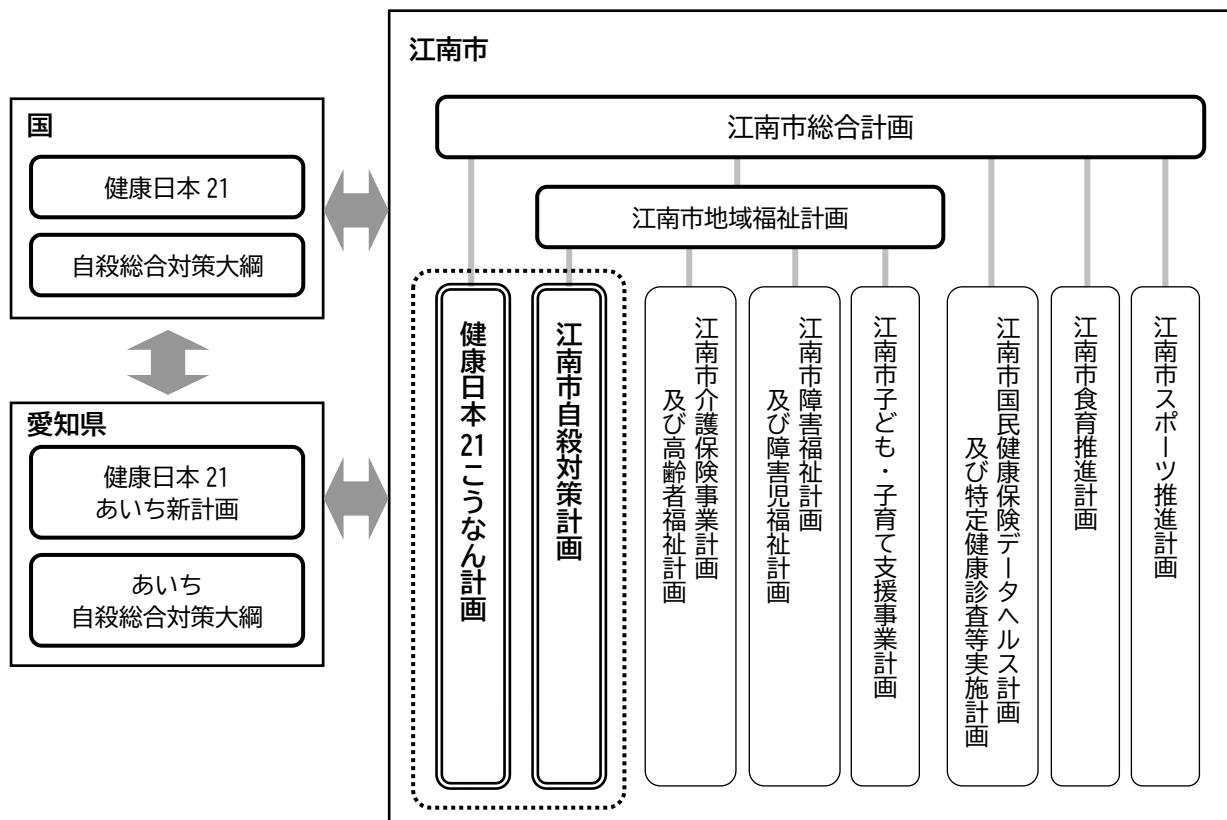 国
健康日本 21
自殺総合対策大綱
愛知県
健康日本 21
あいち新計画
あいち
自殺総合対策大綱
江南市
江南市総合計画
江南市地域福祉計画
健康日本21こうなん計画
江南市自殺対策計画
江南市介護保険事業計画
及び高齢者福祉計画
江南市障害福祉計画
及び障害児福祉計画
江南市子ども・子育て支援事業計画
江南市国民健康保険データヘルス計画
及び特定健康診査等実施計画
江南市食育推進計画
江南市スポーツ推進計画